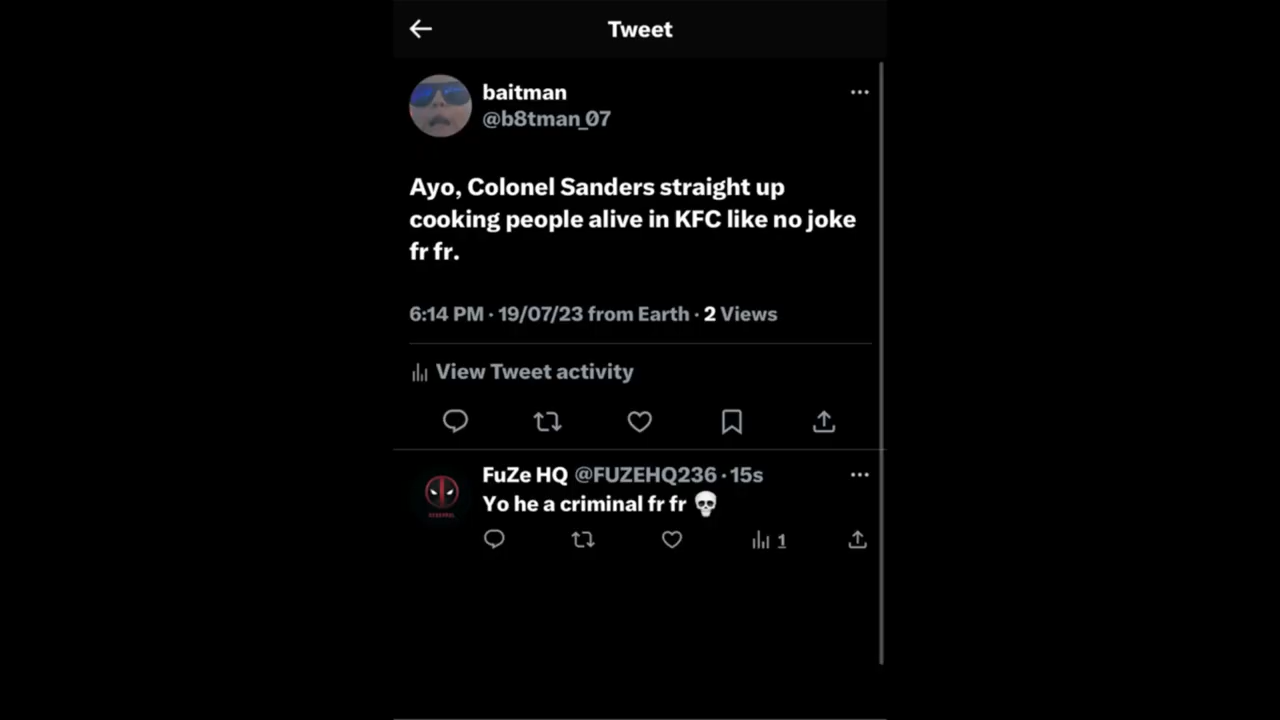 Tweet
baitman
@b8tman_07
Ayo, Colonel Sanders straight up
cooking people alive in KFC like no joke
fr fr.
6:14 PM · 19/07/23 from Earth · 2 Views
View Tweet activity
FuZe HQ @FUZEHQ236 · 15s
Yo he a criminal fr fr 💀
1